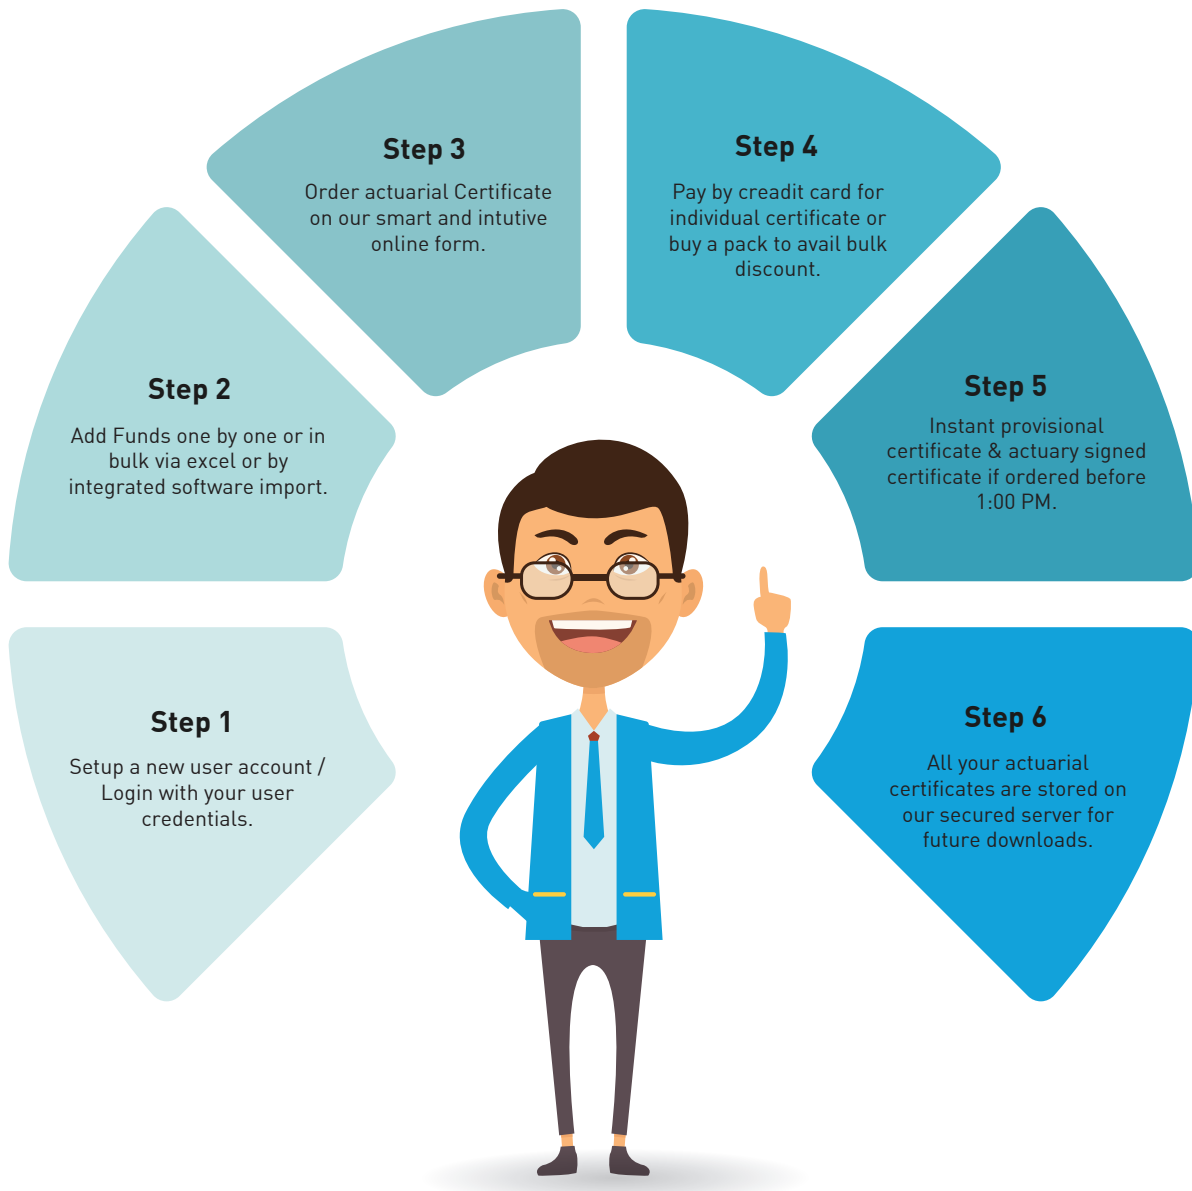 Step 1
Setup a new user account /
Login with your user
credentials.
Step 2
Add Funds one by one or in
bulk via excel or by
integrated software import.
Step 3
Order actuarial Certificate
on our smart and intutive
online form.
Step 4
Pay by creadit card for
individual certificate or
buy a pack to avail bulk
discount.
Step 5
Instant provisional
certificate & actuary signed
certificate if ordered before
1:00 PM.
Step 6
All your actuarial
certificates are stored on
our secured server for
future downloads.